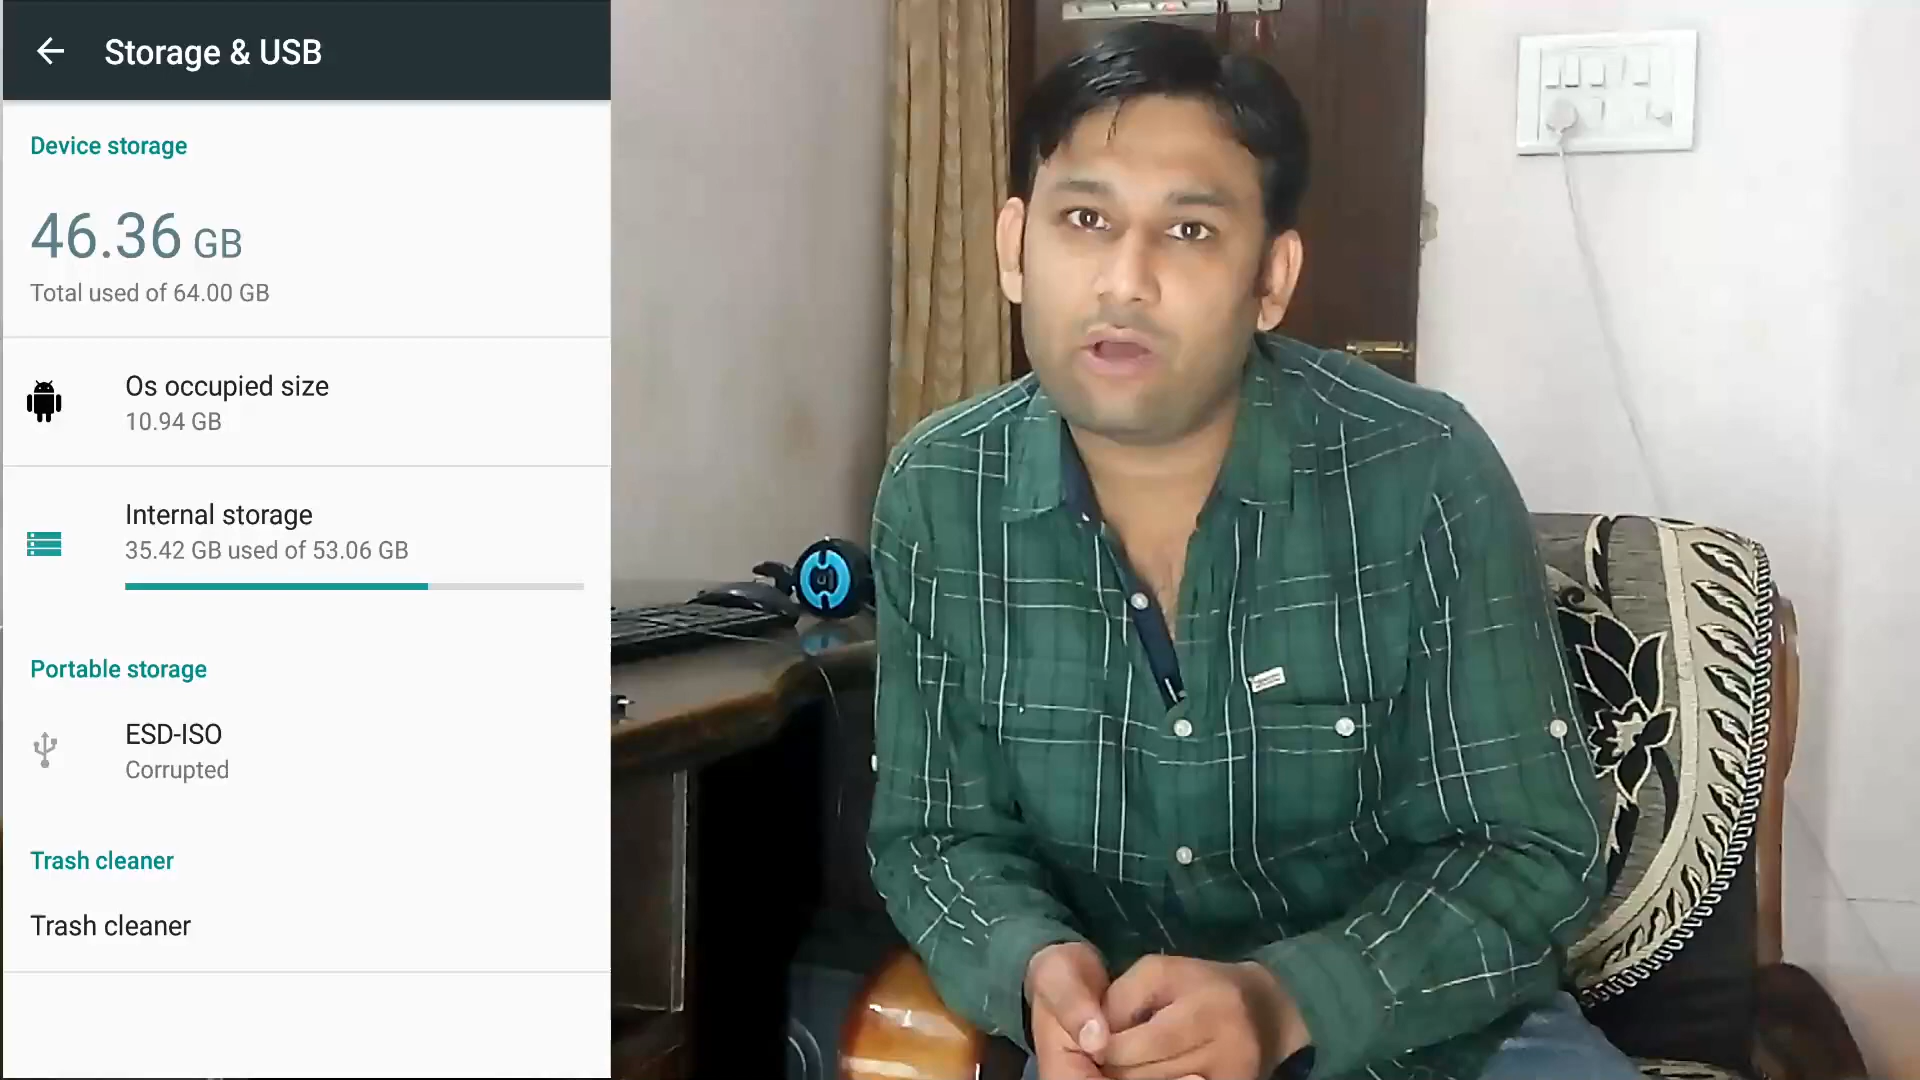 Storage & USB
Device storage
46.36 GB
Total used of 64.00 GB
Os occupied size
10.94 GB
Internal storage
35.42 GB used of 53.06 GB
Portable storage
ESD-ISO
Corrupted
Trash cleaner
Trash cleaner